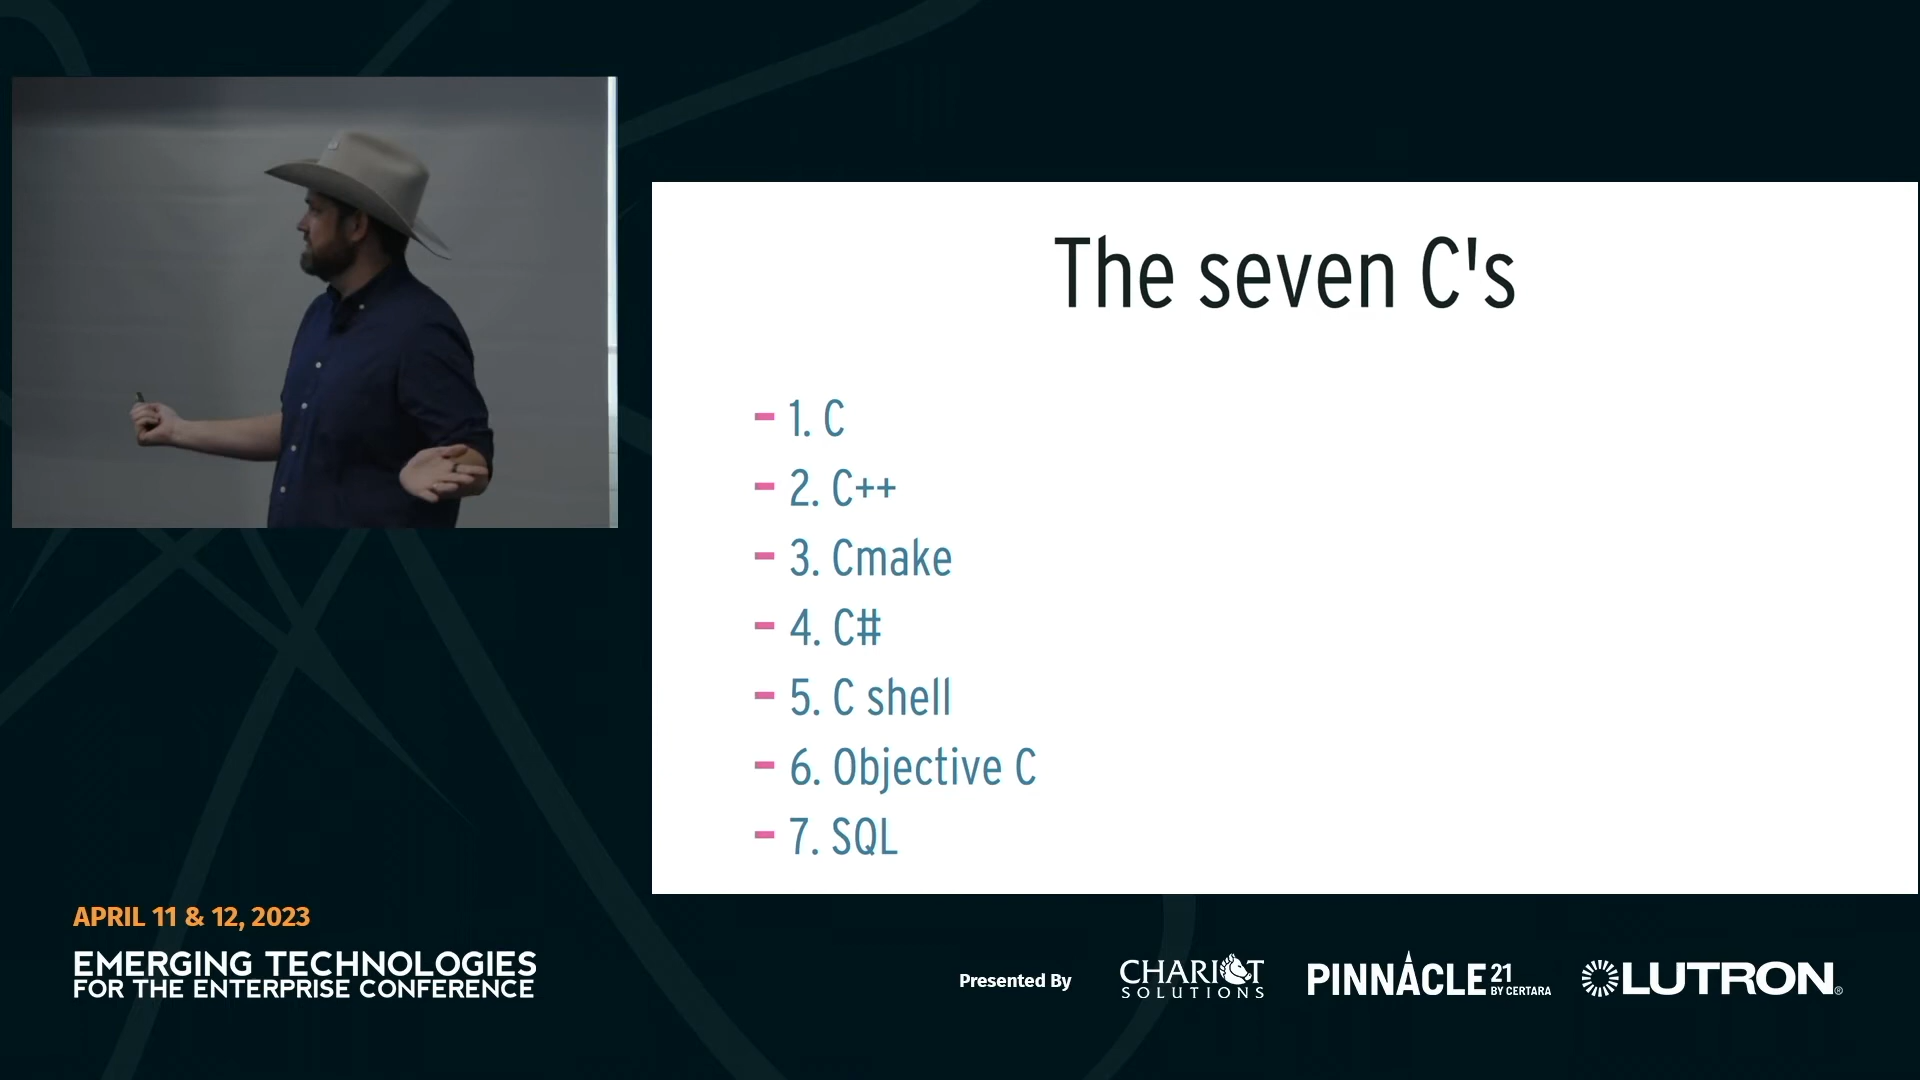 The seven C's
- 1. C
- 2. C++
- 3. Cmake
- 4. C#
- 5. C shell
- 6. Objective C
- 7. SQL
APRIL 11 & 12, 2023
EMERGING TECHNOLOGIES
FOR THE ENTERPRISE CONFERENCE
Presented By
CHARIOT
SOLUTIONS
PINNACLE 21
BY CERTARA
LUTRON®